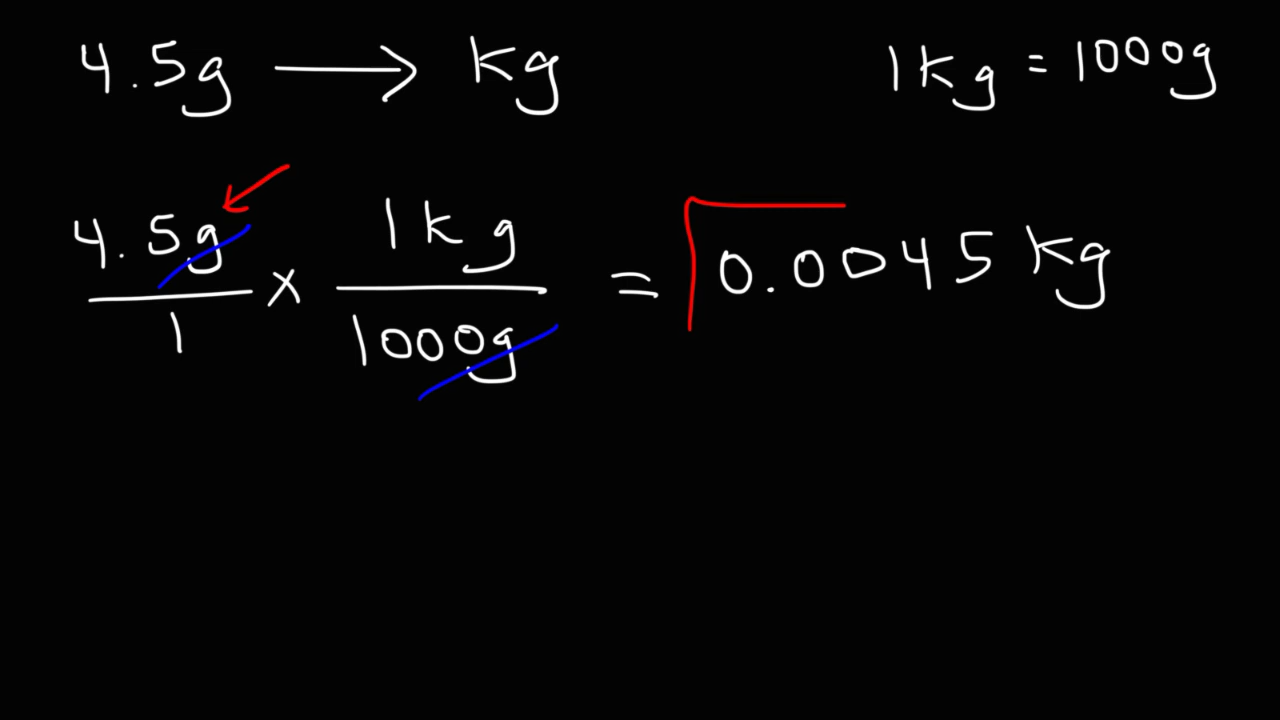 4.5g → kg 1kg = 1000g
4.5g/1 x 1kg/1000g = 0.0045 kg